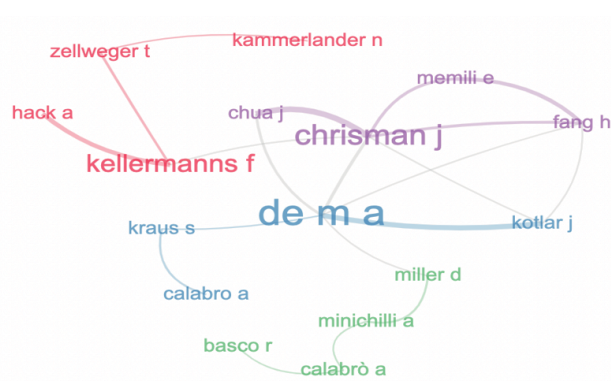 kammerlander n
zellweger t
memili e
hack a
chua j
fang h
chrisman j
kellermanns f
de m a
kraus s
kotlar j
miller d
calabro a
minichilli a
basco r
calabrò a